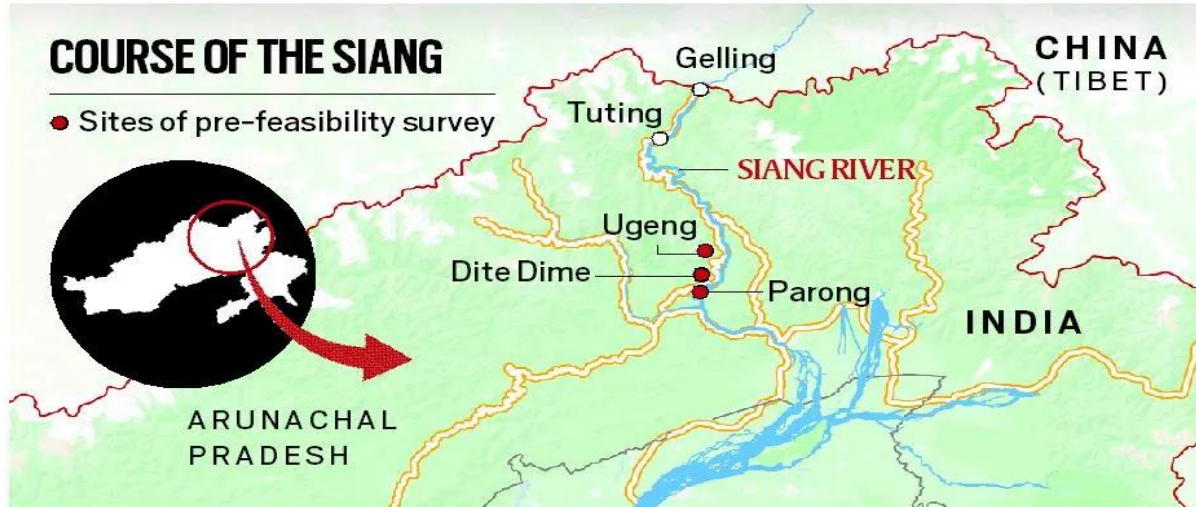 COURSE OF THE SIANG
Sites of pre-feasibility survey
Gelling
CHINA
(TIBET)
Tuting
SIANG RIVER
Ugeng
Dite Dime
Parong
INDIA
ARUNACHAL
PRADESH